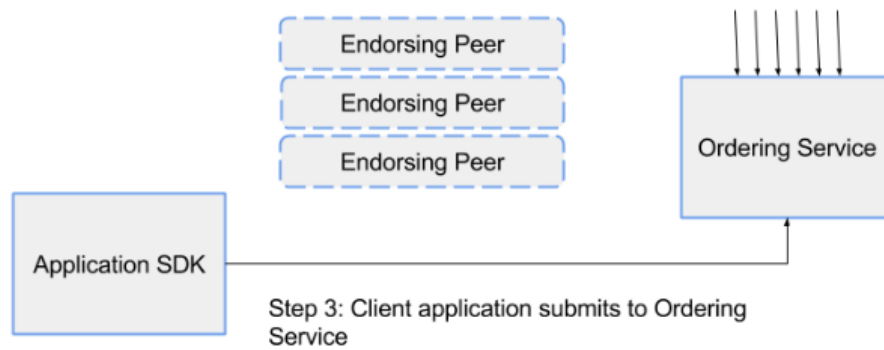 Endorsing Peer
Endorsing Peer
Endorsing Peer
Ordering Service
Application SDK
Step 3: Client application submits to Ordering
Service